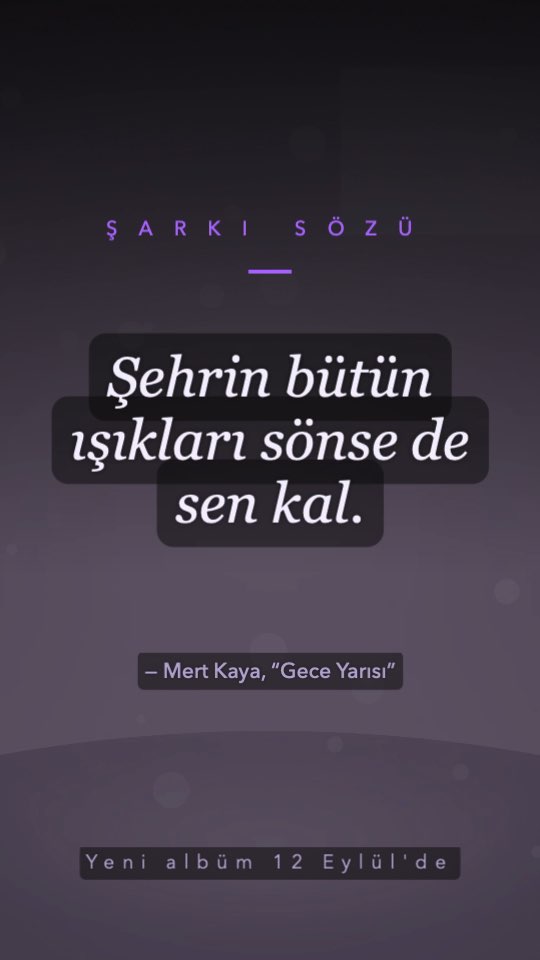 ŞARKI SÖZÜ
Şehrin bütün
ışıkları sönse de
sen kal.
– Mert Kaya, “Gece Yarısı”
Yeni albüm 12 Eylül'de